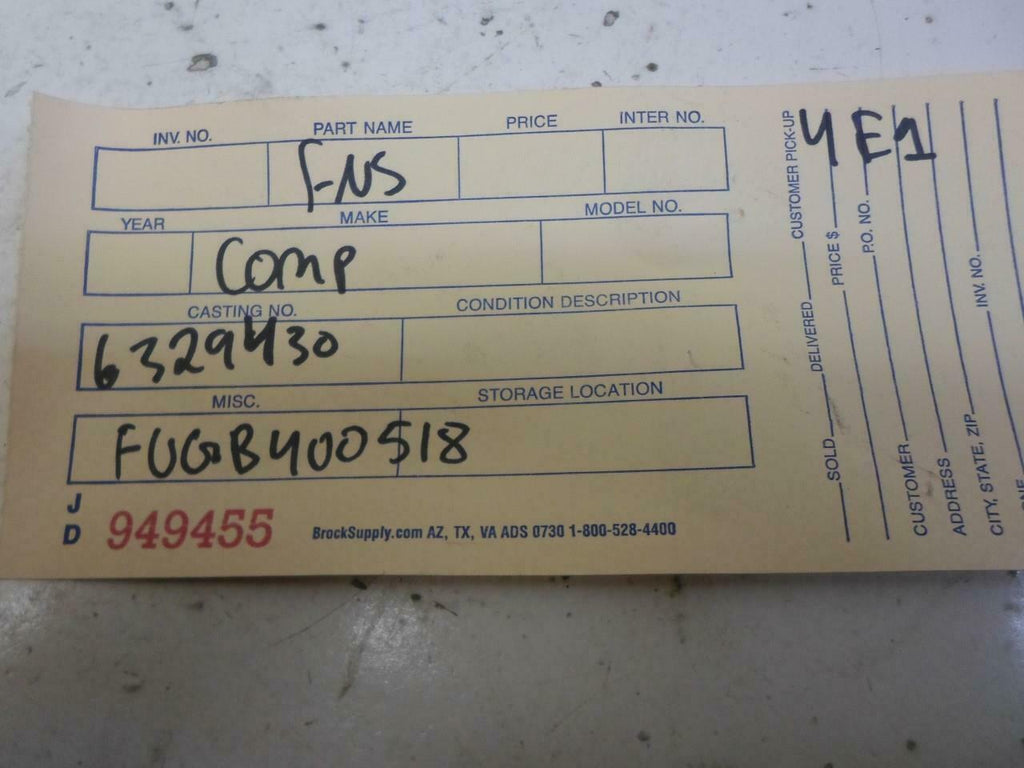 INV. NO. PART NAME PRICE INTER NO.
F-NS
YEAR MAKE MODEL NO.
Comp
CASTING NO. CONDITION DESCRIPTION
6329430
MISC. STORAGE LOCATION
FUGB400518
J
D
949455 BrockSupply.com AZ, TX, VA ADS 0730 1-800-528-4400
4E1
SOLD DELIVERED CUSTOMER PICK-UP
PRICE $
P.O. NO.
CUSTOMER
ADDRESS
CITY, STATE, ZIP INV. NO.